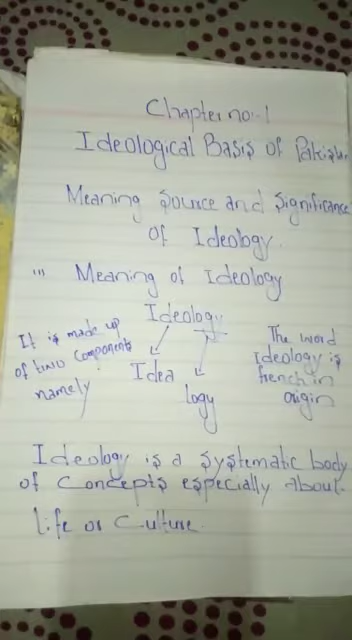 Chapter no:-1
Ideological Basis of Pakista
Meaning Source and Significance
of Ideology.
"' Meaning of Ideology
Ideology
It is made up
of two components
namely
Idea
logy
The word
Ideology is
french in
origin
Ideology is a systematic body
of Concepts especially about
life or Culture.